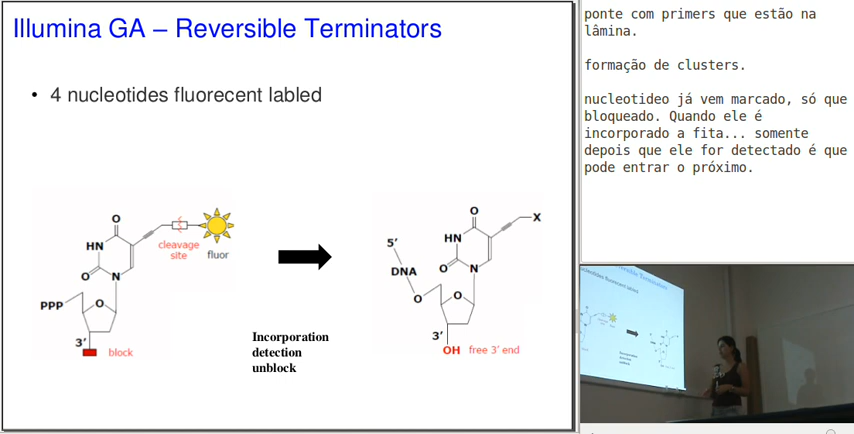 Illumina GA – Reversible Terminators
• 4 nucleotides fluorecent labled
O
HN
O
N
cleavage
site
fluor
PPP
O
3'
block
Incorporation
detection
unblock
O
X
5'
HN
DNA
O
N
O
O
3'
OH free 3' end
ponte com primers que estão na
lâmina.
formação de clusters.
nucleotideo já vem marcado, só que
bloqueado. Quando ele é
incorporado a fita... somente
depois que ele for detectado é que
pode entrar o próximo.